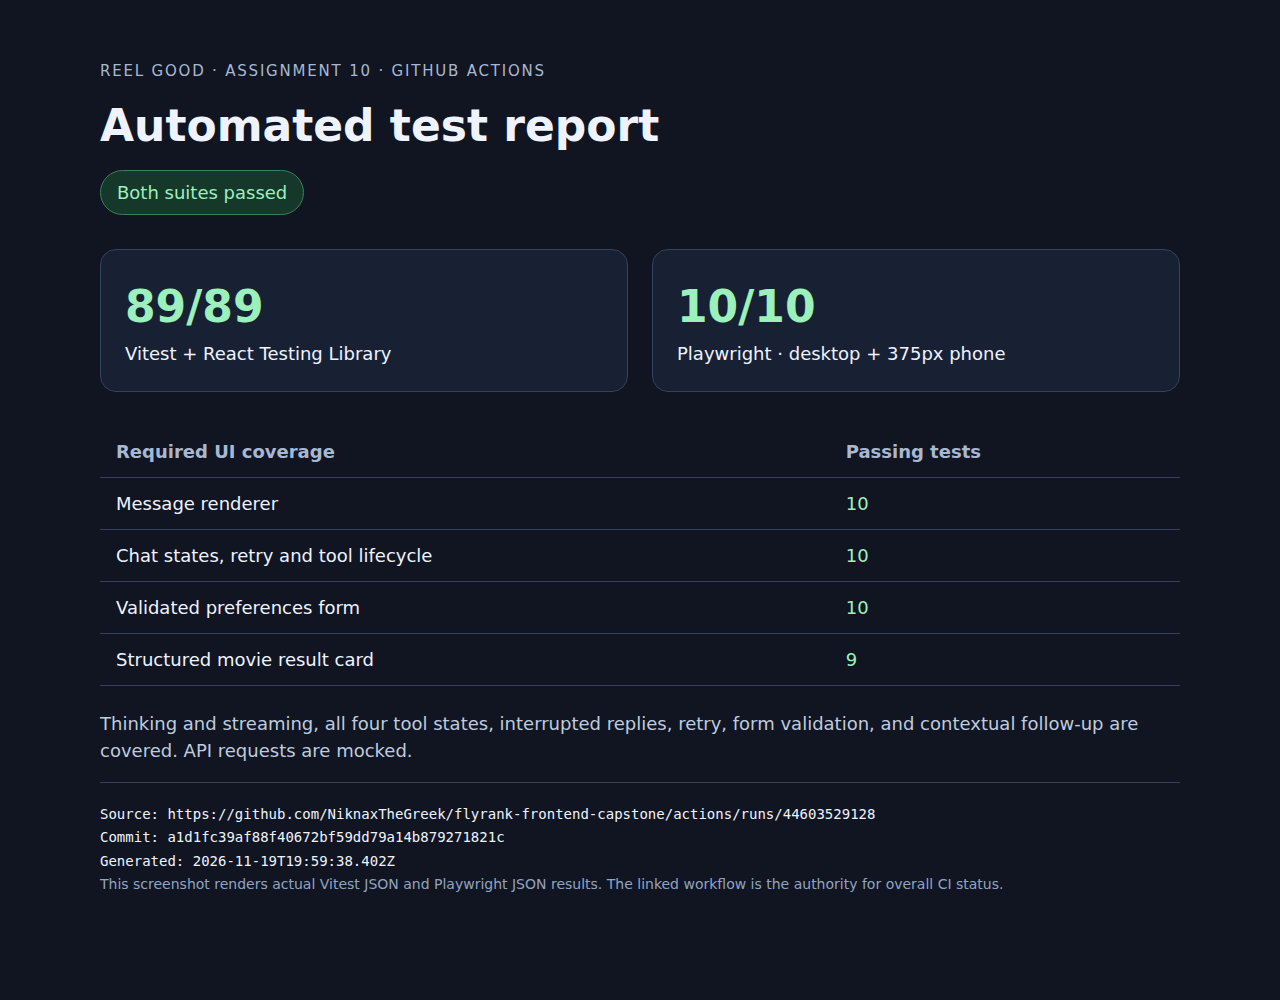 REEL GOOD · ASSIGNMENT 10 · GITHUB ACTIONS
Automated test report
Both suites passed
89/89
Vitest + React Testing Library
10/10
Playwright · desktop + 375px phone
Required UI coverage
Passing tests
Message renderer
10
Chat states, retry and tool lifecycle
10
Validated preferences form
10
Structured movie result card
9
Thinking and streaming, all four tool states, interrupted replies, retry, form validation, and contextual follow-up are
covered. API requests are mocked.
Source: https://github.com/NiknaxTheGreek/flyrank-frontend-capstone/actions/runs/44603529128
Commit: a1d1fc39af88f40672bf59dd79a14b879271821c
Generated: 2026-11-19T19:59:38.402Z
This screenshot renders actual Vitest JSON and Playwright JSON results. The linked workflow is the authority for overall CI status.